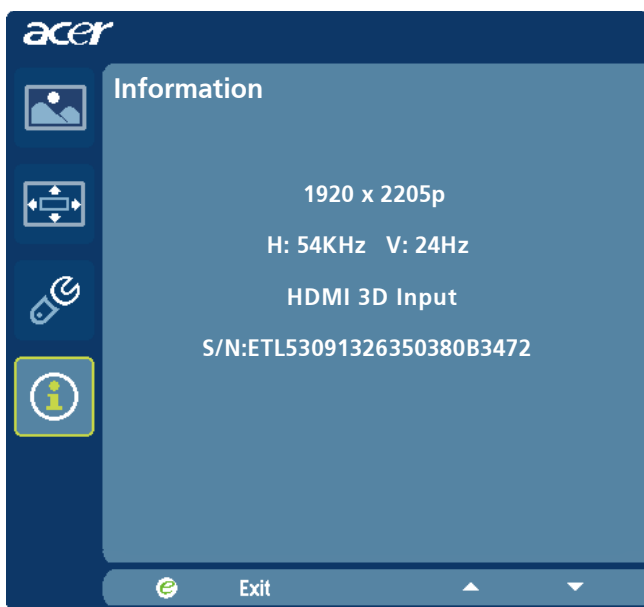 acer
Information
1920 x 2205p
H: 54KHz V: 24Hz
HDMI 3D Input
S/N:ETL53091326350380B3472
e Exit